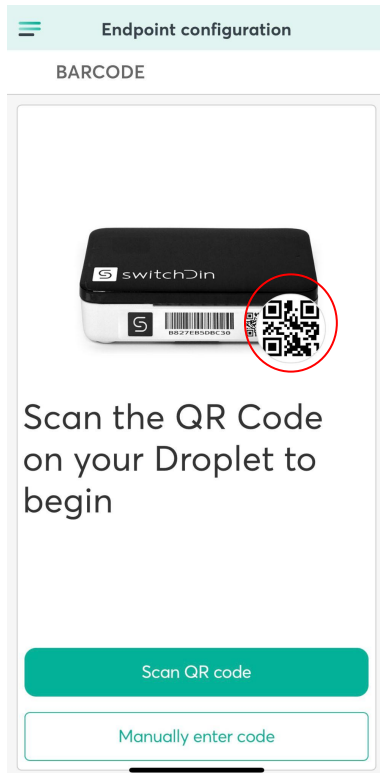 Endpoint configuration
BARCODE
switchDin
B827EB50BC30
Scan the QR Code
on your Droplet to
begin
Scan QR code
Manually enter code